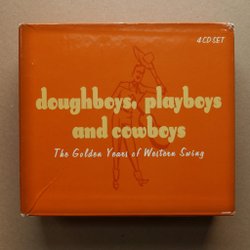 4 CD SET
doughboys, playboys
and cowboys
The Golden Years of Western Swing